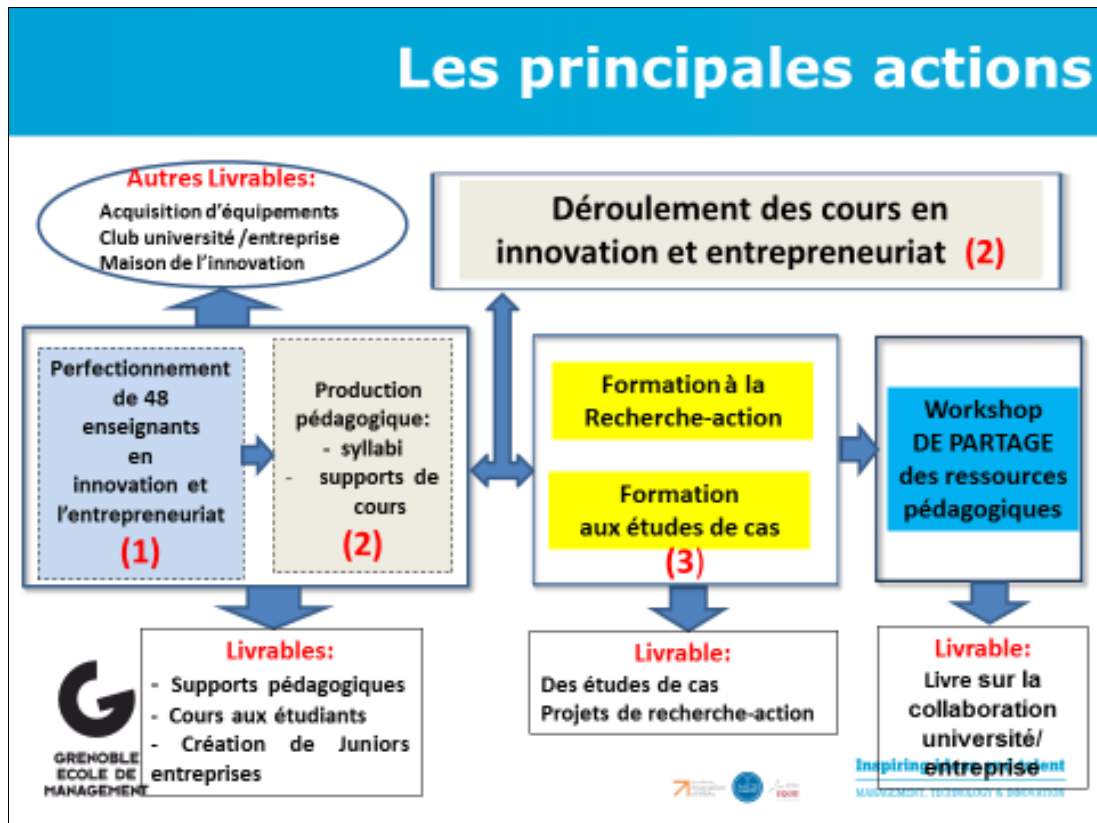 Les principales actions
Autres Livrables:
Acquisition d'équipements
Club université /entreprise
Maison de l'innovation
Déroulement des cours en
innovation et entrepreneuriat (2)
Perfectionnement
de 48
enseignants
en
innovation et
l'entrepreneuriat
(1)
Production
pédagogique:
- syllabi
- supports de
cours
(2)
Formation à la
Recherche-action
Formation
aux études de cas
(3)
Workshop
DE PARTAGE
des ressources
pédagogiques
Livrables:
- Supports pédagogiques
- Cours aux étudiants
- Création de Juniors
entreprises
Livrable:
Des études de cas
Projets de recherche-action
Livrable:
Livre sur la
collaboration
université/
entreprise
GRENOBLE
ECOLE DE
MANAGEMENT
Inspiring
MANAGEMENT, TECHNOLOGY & INNOVATION